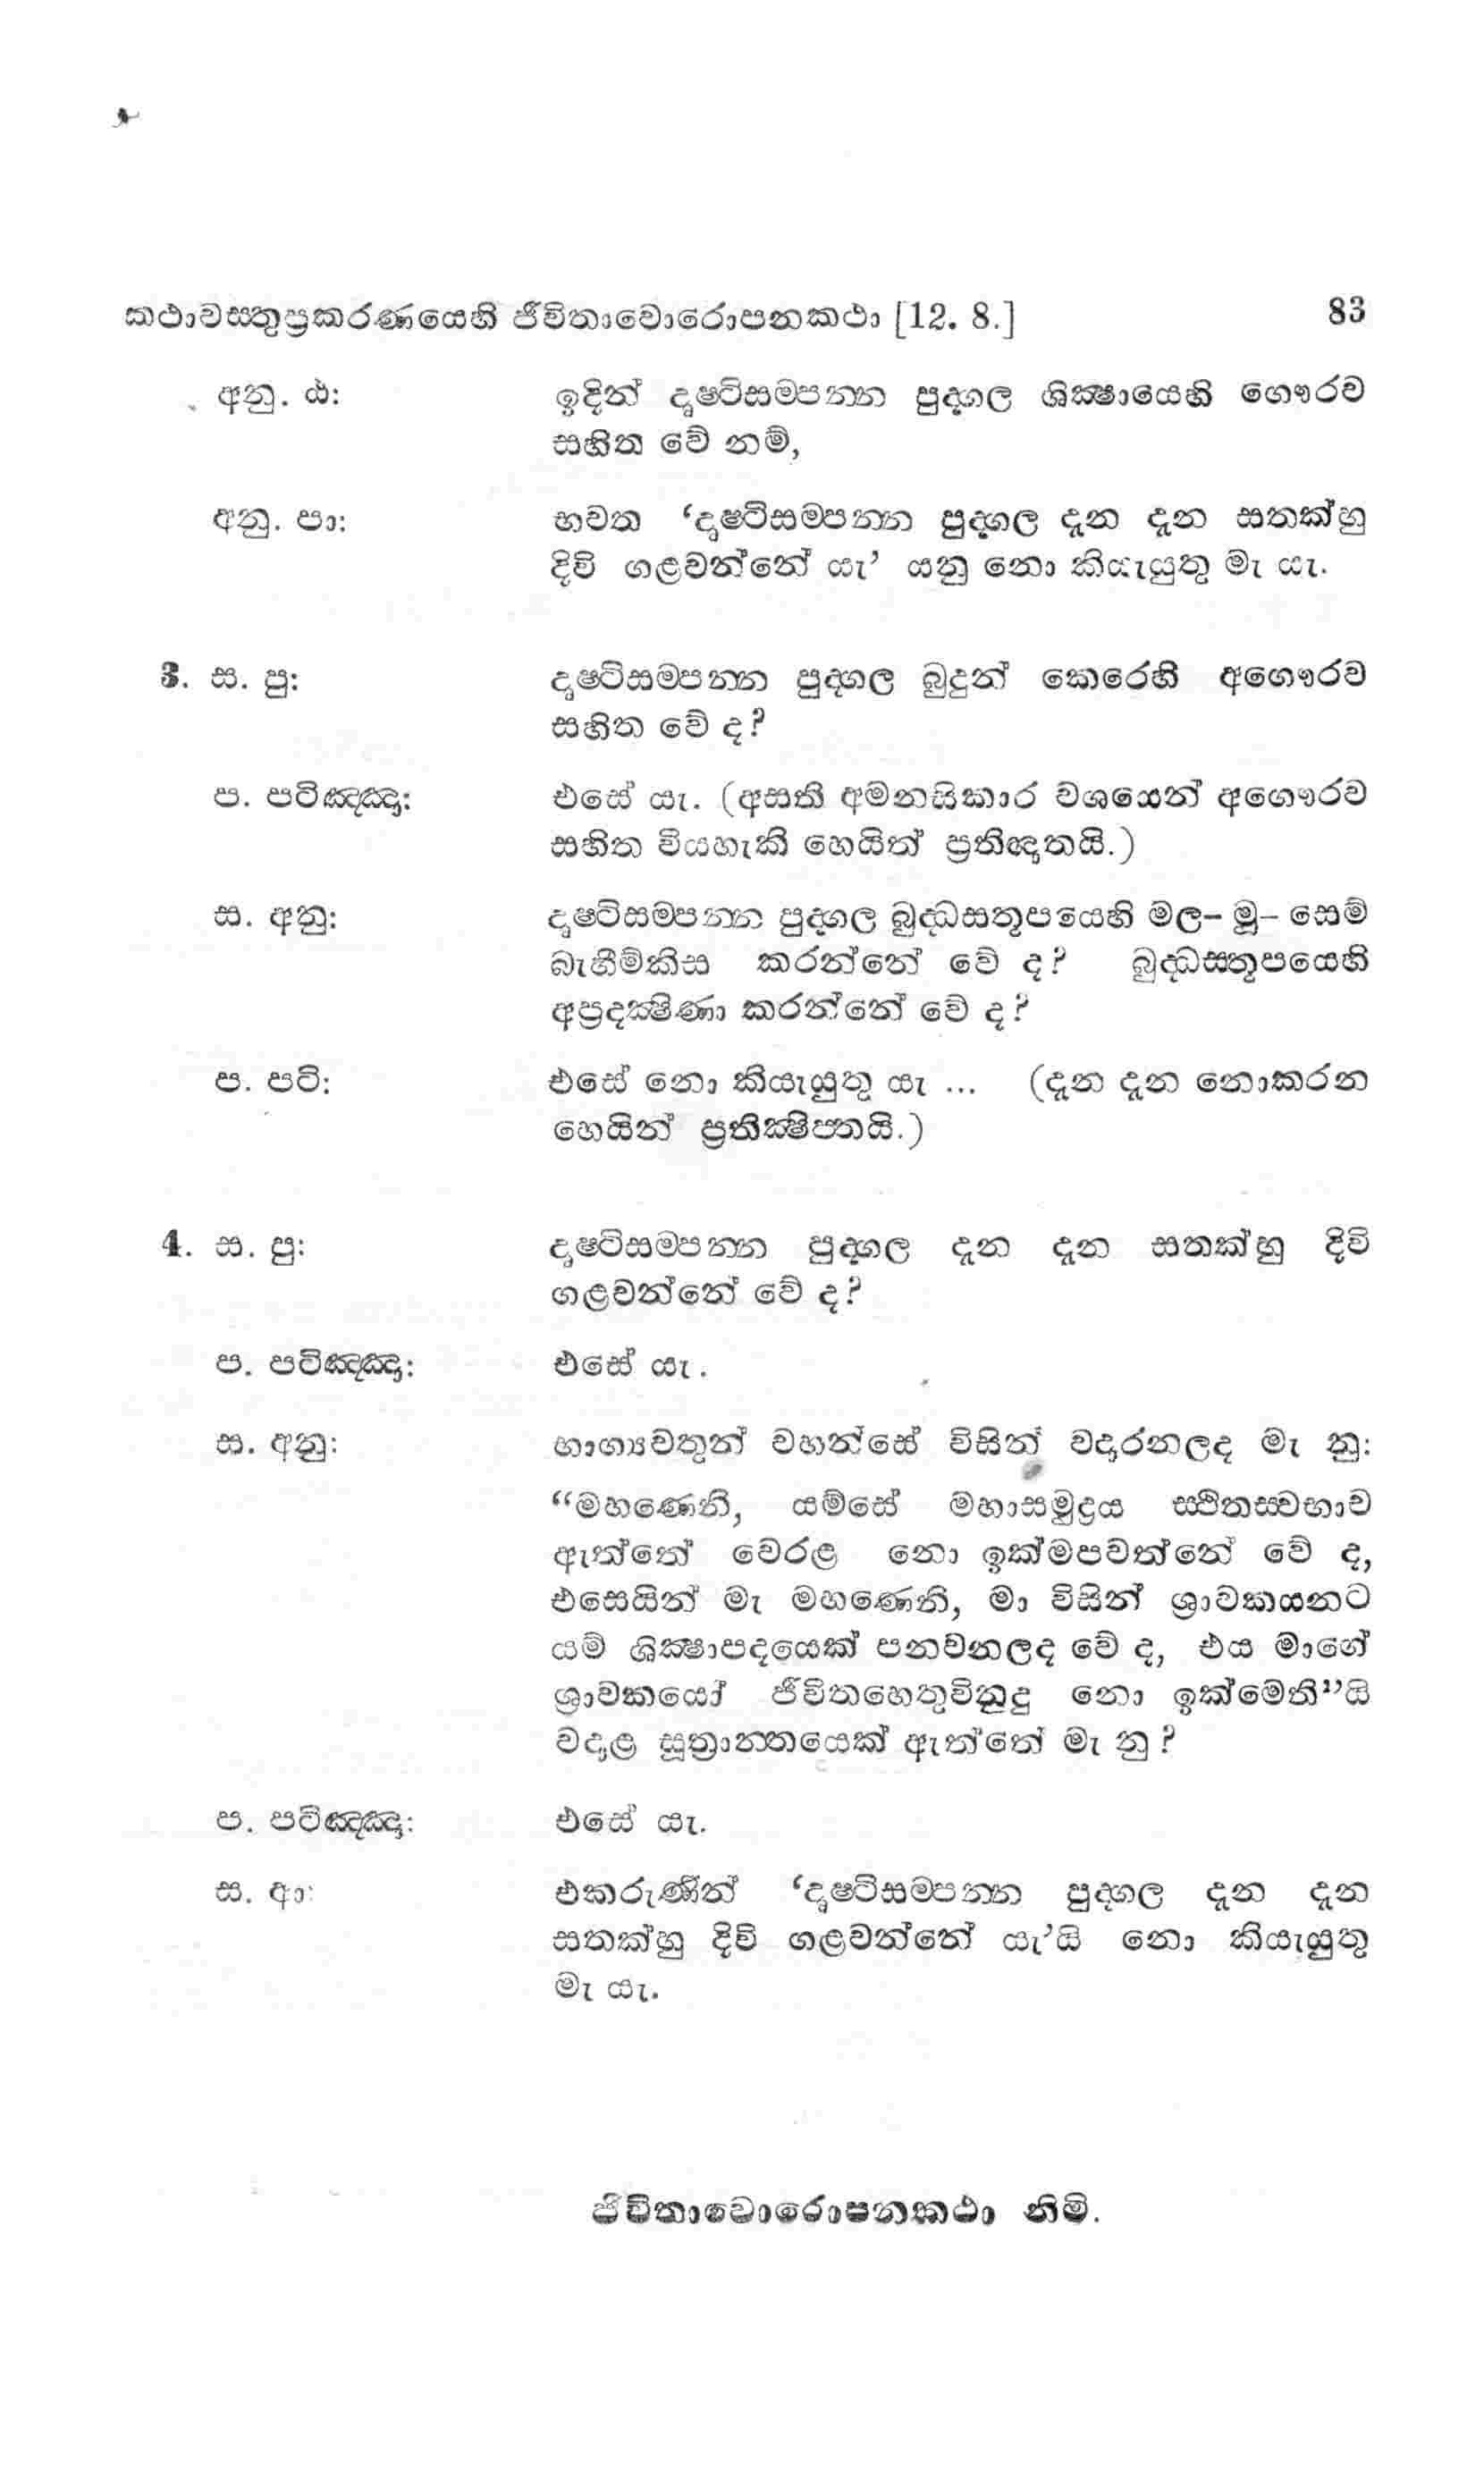 කථාවස්තුප්‍රකරණයෙහි ජීවිතාවොරොපනකථා [12. 8.] 83
අනු. ඨ: ඉදින් දෘෂ්ටිසම්පන්න පුද්ගල ශික්ෂායෙහි ගෞරව
සහිත වේ නම්,
අනු. පා: භවත ‘දෘෂ්ටිසම්පන්න පුද්ගල දැන දැන සතක්හු
දිවි ගළවන්නේ යැ’ යනු නො කියැයුතු මැ යැ.
3. ස. පු: දෘෂ්ටිසම්පන්න පුද්ගල බුදුන් කෙරෙහි අගෞරව
සහිත වේ ද?
ප. පටිඤ්ඤා: එසේ යැ. (අසති අමනසිකාර වශයෙන් අගෞරව
සහිත වියහැකි හෙයින් ප්‍රතිඥාතයි.)
ස. අනු: දෘෂ්ටිසම්පන්න පුද්ගල බුද්ධස්තූපයෙහි මල- මූ- සෙම්
බැහීම්කිස කරන්නේ වේ ද? බුද්ධස්තූපයෙහි
අප්‍රදක්ෂිණා කරන්නේ වේ ද?
ප. පටි: එසේ නො කියැයුතු යැ ... (දැන දැන නොකරන
හෙයින් ප්‍රතික්ෂිප්තයි.)
4. ස. පු: දෘෂ්ටිසම්පන්න පුද්ගල දැන දැන සතක්හු දිවි
ගළවන්නේ වේ ද?
ප. පටිඤ්ඤා: එසේ යැ.
ස. අනු: භාග්‍යවතුන් වහන්සේ විසින් වදාරනලද මැ නු:
“මහණෙනි, යම්සේ මහාසමුද්‍රය ස්ථිතස්වභාව
ඇත්තේ වෙරළ නො ඉක්මපවත්නේ වේ ද,
එසෙයින් මැ මහණෙනි, මා විසින් ශ්‍රාවකයනට
යම් ශික්ෂාපදයෙක් පනවනලද වේ ද, එය මාගේ
ශ්‍රාවකයෝ ජීවිතහෙතුවිනුදු නො ඉක්මෙති”යි
වදාළ සූත්‍රාන්තයෙක් ඇත්තේ මැ නු?
ප. පටිඤ්ඤා: එසේ යැ.
ස. ආ: එකරුණින් ‘දෘෂ්ටිසම්පන්න පුද්ගල දැන දැන
සතක්හු දිවි ගළවන්නේ යැ’යි නො කියැයුතු
මැ යැ.
ජීවිතාවොරොපනකථා නිමි.